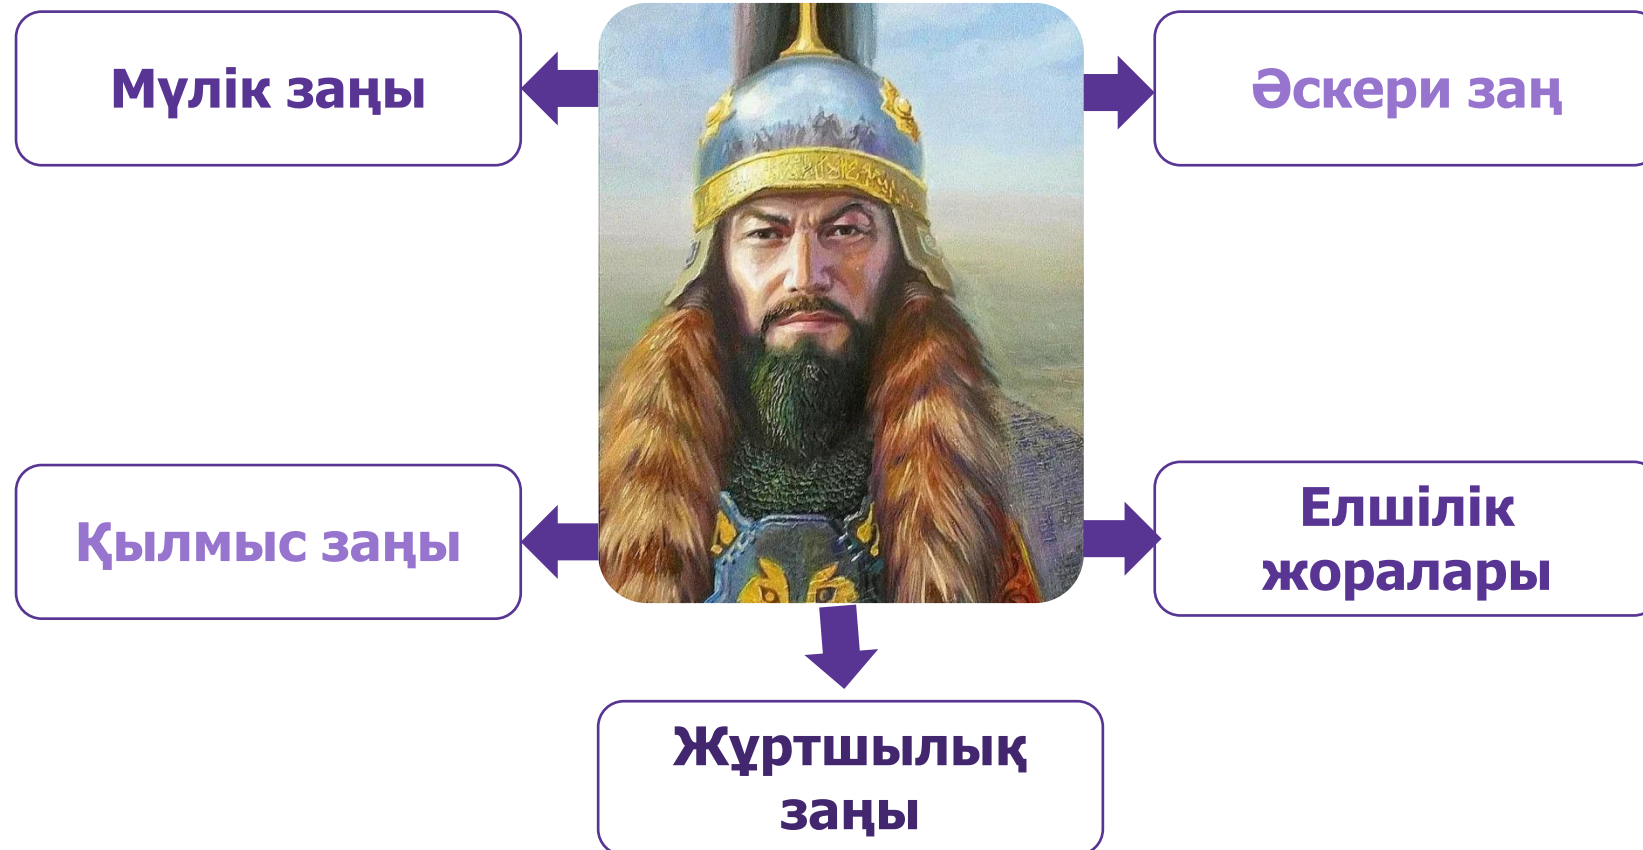 Мүлік заңы
Әскери заң
Қылмыс заңы
Елшілік
жоралары
Жұртшылық
заңы